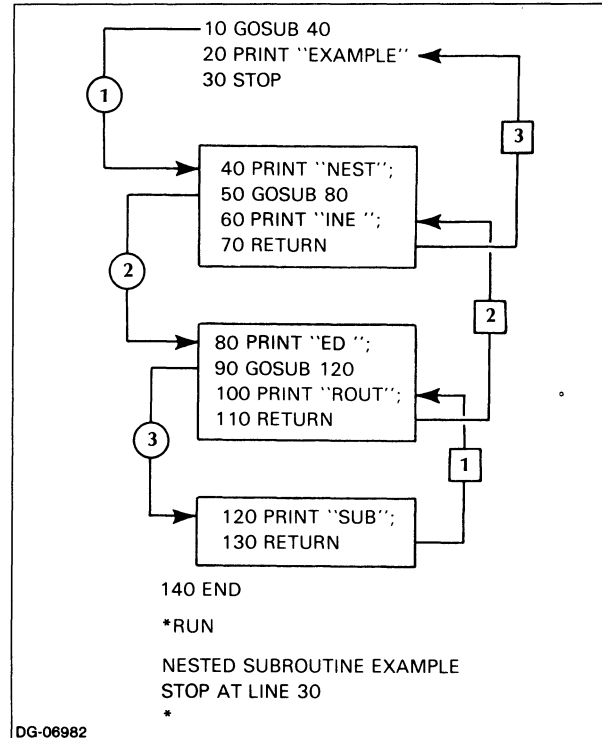 10 GOSUB 40
20 PRINT ``EXAMPLE''
30 STOP
1
3
40 PRINT ``NEST'';
50 GOSUB 80
60 PRINT ``INE '';
70 RETURN
2
2
80 PRINT ``ED '';
90 GOSUB 120
100 PRINT ``ROUT'';
110 RETURN
3
1
120 PRINT ``SUB'';
130 RETURN
140 END
*RUN
NESTED SUBROUTINE EXAMPLE
STOP AT LINE 30
*
DG-06982